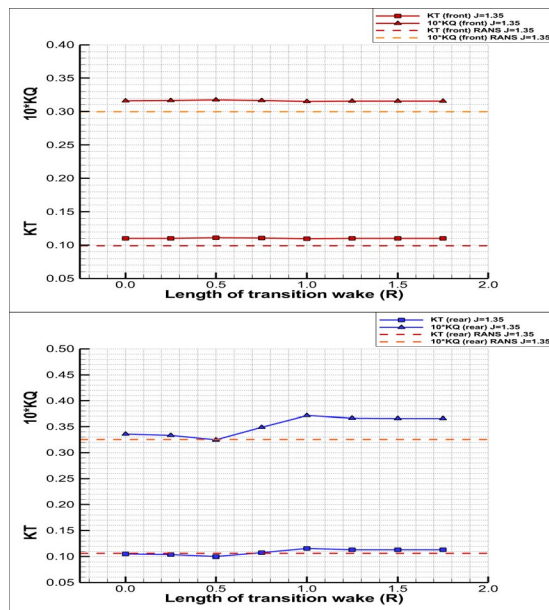 KT (front) J=1.35
10*KQ (front) J=1.35
KT (front) RANS J=1.35
10*KQ (front) RANS J=1.35
0.40
0.35
10*KQ
0.30
0.25
0.20
0.15
KT
0.10
0.05
0.0 0.5 1.0 1.5 2.0
Length of transition wake (R)
KT (rear) J=1.35
10*KQ (rear) J=1.35
KT (rear) RANS J=1.35
10*KQ (rear) RANS J=1.35
0.50
0.45
0.40
10*KQ
0.35
0.30
0.25
0.20
0.15
KT
0.10
0.05
0.0 0.5 1.0 1.5 2.0
Length of transition wake (R)